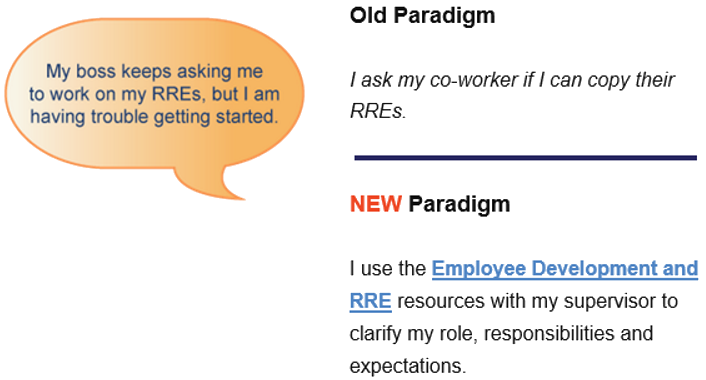 My boss keeps asking me
to work on my RREs, but I am
having trouble getting started.
Old Paradigm
I ask my co-worker if I can copy their
RREs.
NEW Paradigm
I use the Employee Development and
RRE resources with my supervisor to
clarify my role, responsibilities and
expectations.